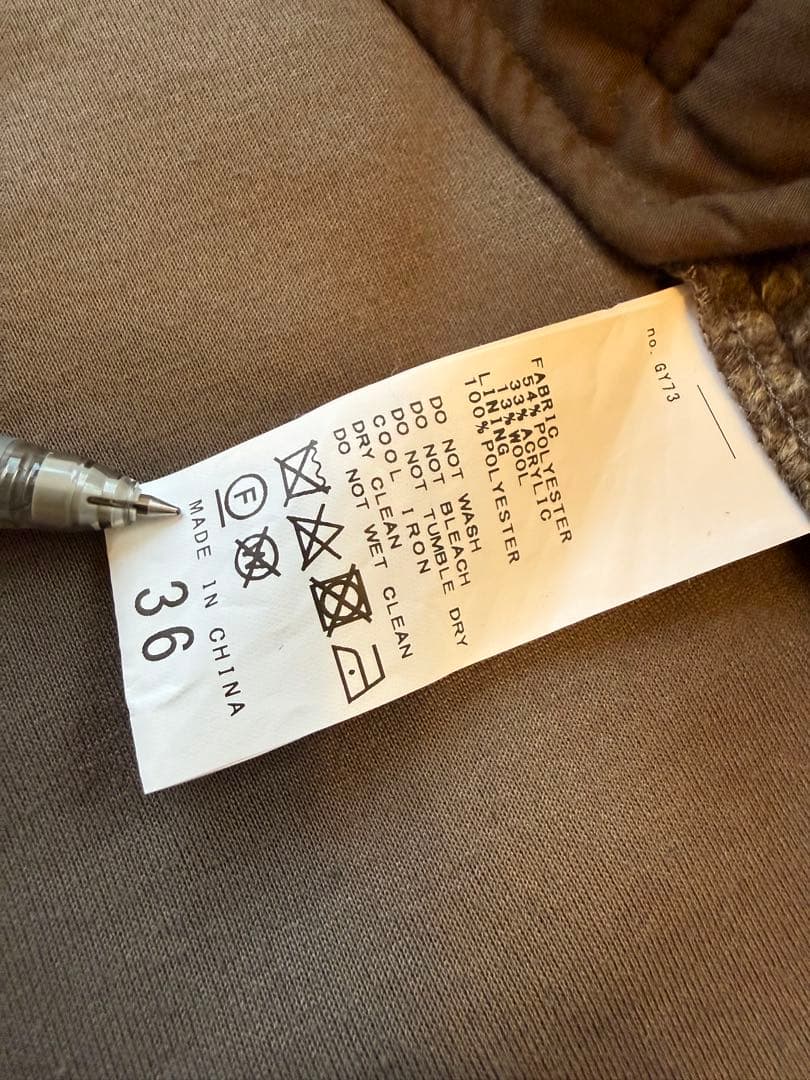 no. GY73
FABRIC
54% POLYESTER
33% ACRYLIC
13% WOOL
LINING
100% POLYESTER
DO NOT WASH
DO NOT BLEACH
DO NOT TUMBLE DRY
COOL IRON
DRY CLEAN
DO NOT WET CLEAN
F
MADE IN CHINA
36